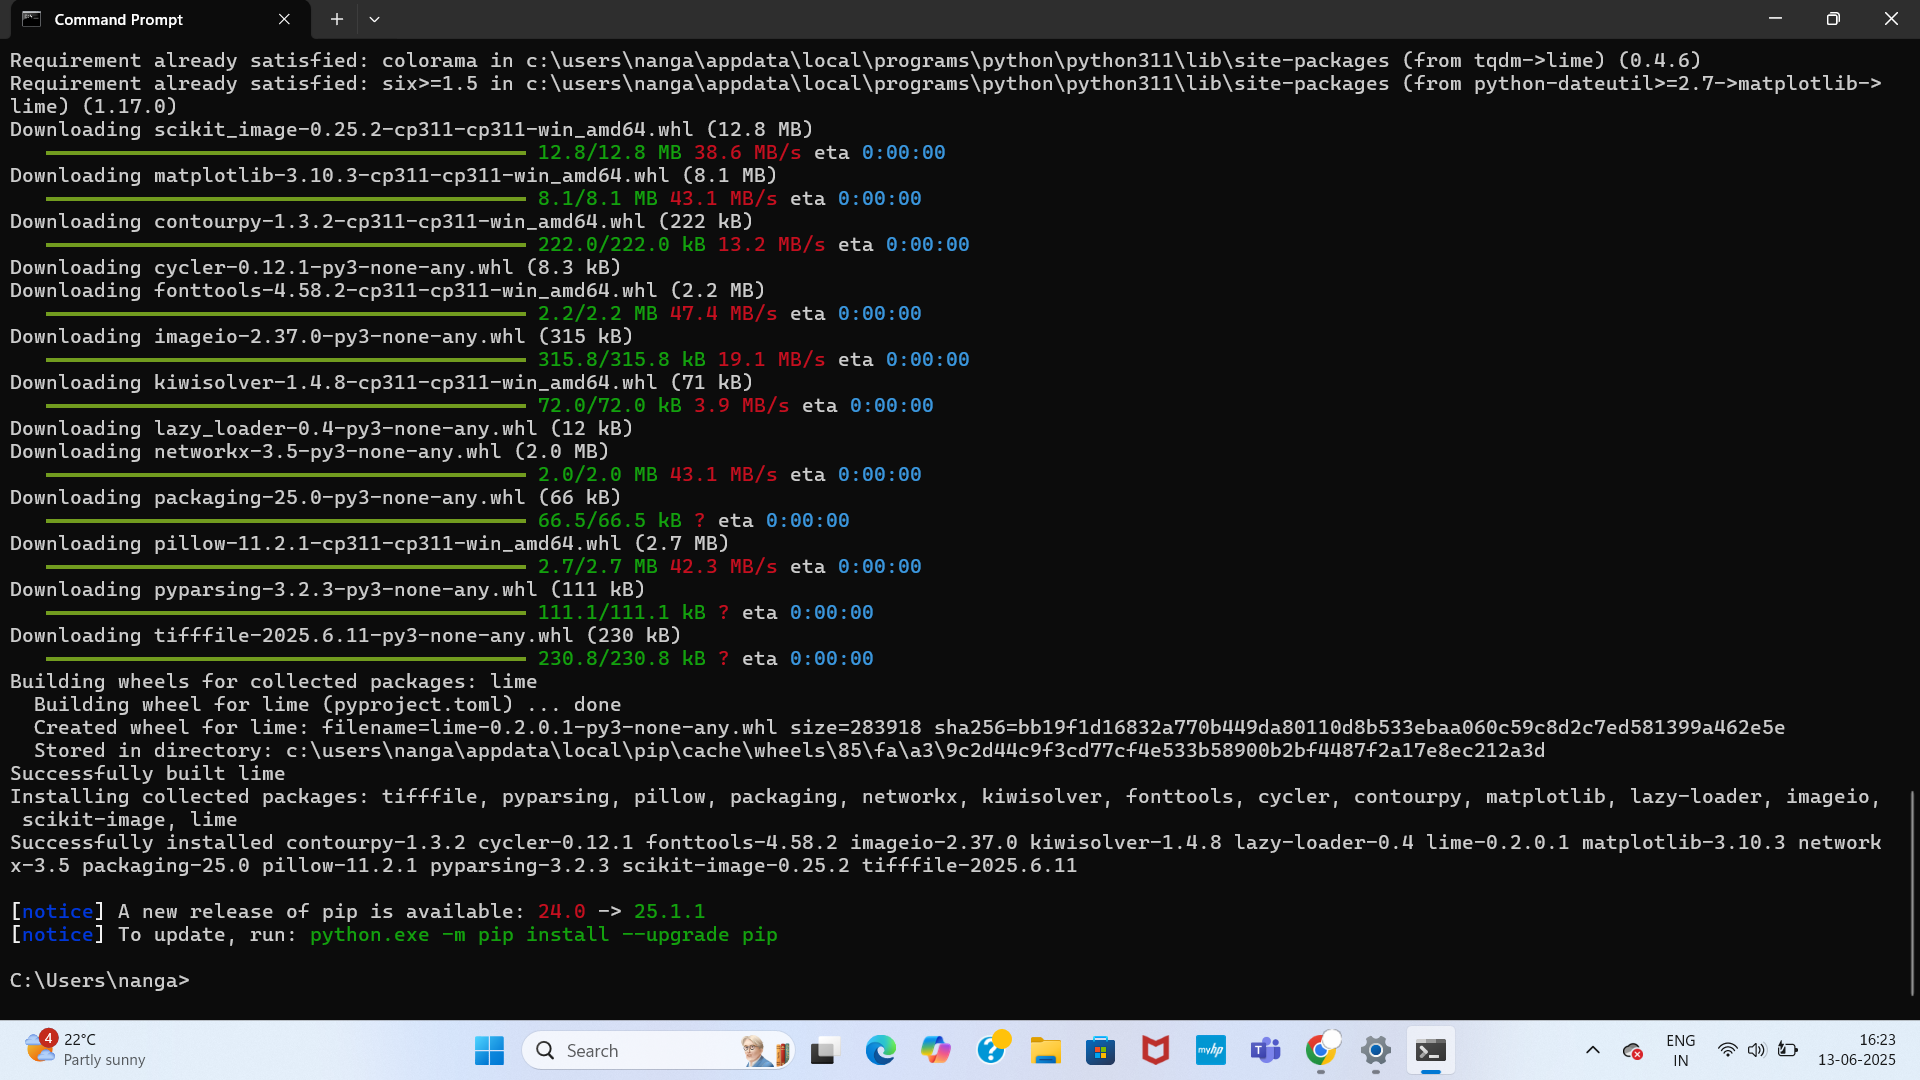 Command Prompt
Requirement already satisfied: colorama in c:\users\nanga\appdata\local\programs\python\python311\lib\site-packages (from tqdm->lime) (0.4.6)
Requirement already satisfied: six>=1.5 in c:\users\nanga\appdata\local\programs\python\python311\lib\site-packages (from python-dateutil>=2.7->matplotlib->
lime) (1.17.0)
Downloading scikit_image-0.25.2-cp311-cp311-win_amd64.whl (12.8 MB)
12.8/12.8 MB 38.6 MB/s eta 0:00:00
Downloading matplotlib-3.10.3-cp311-cp311-win_amd64.whl (8.1 MB)
8.1/8.1 MB 43.1 MB/s eta 0:00:00
Downloading contourpy-1.3.2-cp311-cp311-win_amd64.whl (222 kB)
222.0/222.0 kB 13.2 MB/s eta 0:00:00
Downloading cycler-0.12.1-py3-none-any.whl (8.3 kB)
Downloading fonttools-4.58.2-cp311-cp311-win_amd64.whl (2.2 MB)
2.2/2.2 MB 47.4 MB/s eta 0:00:00
Downloading imageio-2.37.0-py3-none-any.whl (315 kB)
315.8/315.8 kB 19.1 MB/s eta 0:00:00
Downloading kiwisolver-1.4.8-cp311-cp311-win_amd64.whl (71 kB)
72.0/72.0 kB 3.9 MB/s eta 0:00:00
Downloading lazy_loader-0.4-py3-none-any.whl (12 kB)
Downloading networkx-3.5-py3-none-any.whl (2.0 MB)
2.0/2.0 MB 43.1 MB/s eta 0:00:00
Downloading packaging-25.0-py3-none-any.whl (66 kB)
66.5/66.5 kB ? eta 0:00:00
Downloading pillow-11.2.1-cp311-cp311-win_amd64.whl (2.7 MB)
2.7/2.7 MB 42.3 MB/s eta 0:00:00
Downloading pyparsing-3.2.3-py3-none-any.whl (111 kB)
111.1/111.1 kB ? eta 0:00:00
Downloading tifffile-2025.6.11-py3-none-any.whl (230 kB)
230.8/230.8 kB ? eta 0:00:00
Building wheels for collected packages: lime
Building wheel for lime (pyproject.toml) ... done
Created wheel for lime: filename=lime-0.2.0.1-py3-none-any.whl size=283918 sha256=bb19f1d16832a770b449da80110d8b533ebaa060c59c8d2c7ed581399a462e5e
Stored in directory: c:\users\nanga\appdata\local\pip\cache\wheels\85\fa\a3\9c2d44c9f3cd77cf4e533b58900b2bf4487f2a17e8ec212a3d
Successfully built lime
Installing collected packages: tifffile, pyparsing, pillow, packaging, networkx, kiwisolver, fonttools, cycler, contourpy, matplotlib, lazy-loader, imageio,
scikit-image, lime
Successfully installed contourpy-1.3.2 cycler-0.12.1 fonttools-4.58.2 imageio-2.37.0 kiwisolver-1.4.8 lazy-loader-0.4 lime-0.2.0.1 matplotlib-3.10.3 network
x-3.5 packaging-25.0 pillow-11.2.1 pyparsing-3.2.3 scikit-image-0.25.2 tifffile-2025.6.11
[notice] A new release of pip is available: 24.0 -> 25.1.1
[notice] To update, run: python.exe -m pip install --upgrade pip
C:\Users\nanga>
4
22°C
Partly sunny
Search
myhp
T
ENG
IN
16:23
13-06-2025